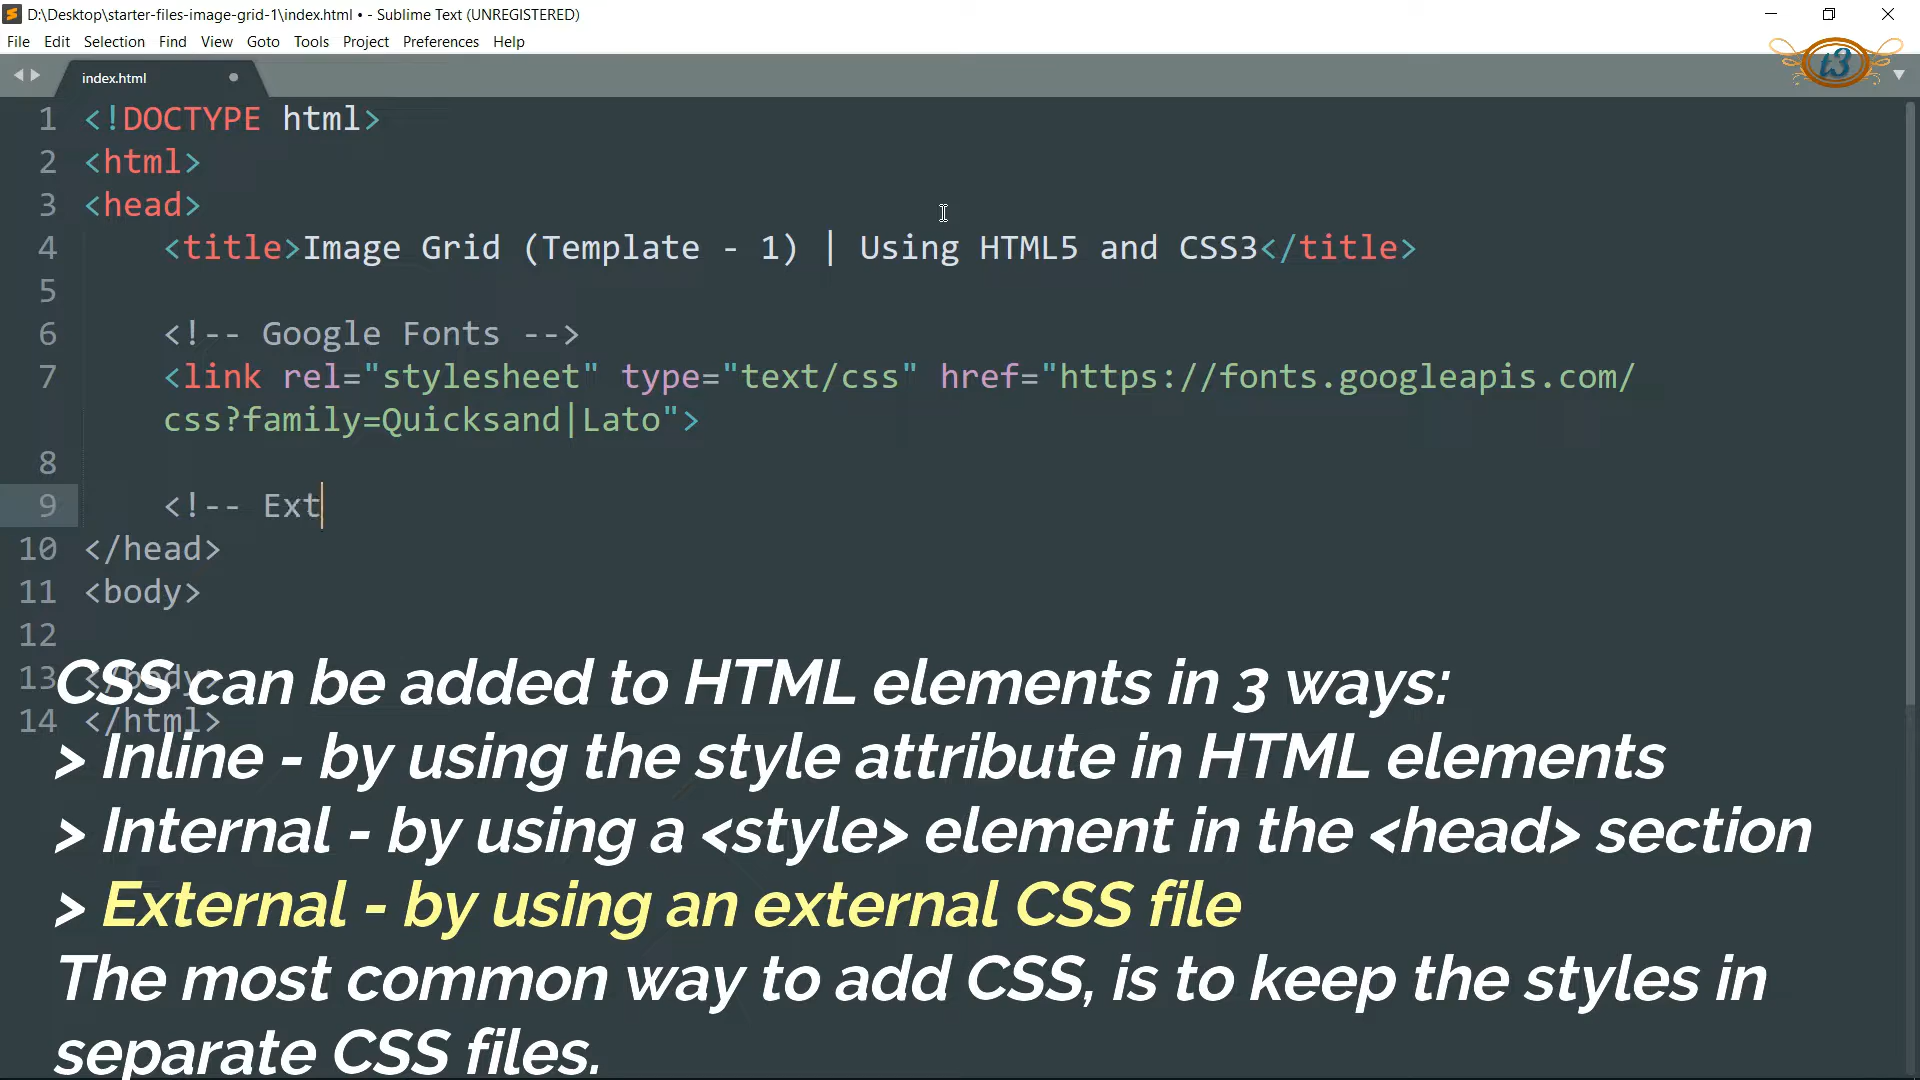 D:\Desktop\starter-files-image-grid-1\index.html • - Sublime Text (UNREGISTERED)
File Edit Selection Find View Goto Tools Project Preferences Help
t3
index.html
1 <!DOCTYPE html>
2 <html>
3 <head>
4 <title>Image Grid (Template - 1) | Using HTML5 and CSS3</title>
5
6 <!-- Google Fonts -->
7 <link rel="stylesheet" type="text/css" href="https://fonts.googleapis.com/
css?family=Quicksand|Lato">
8
9 <!-- Ext
10 </head>
11 <body>
12
13 </body>
14 </html>
CSS can be added to HTML elements in 3 ways:
> Inline - by using the style attribute in HTML elements
> Internal - by using a <style> element in the <head> section
> External - by using an external CSS file
The most common way to add CSS, is to keep the styles in
separate CSS files.